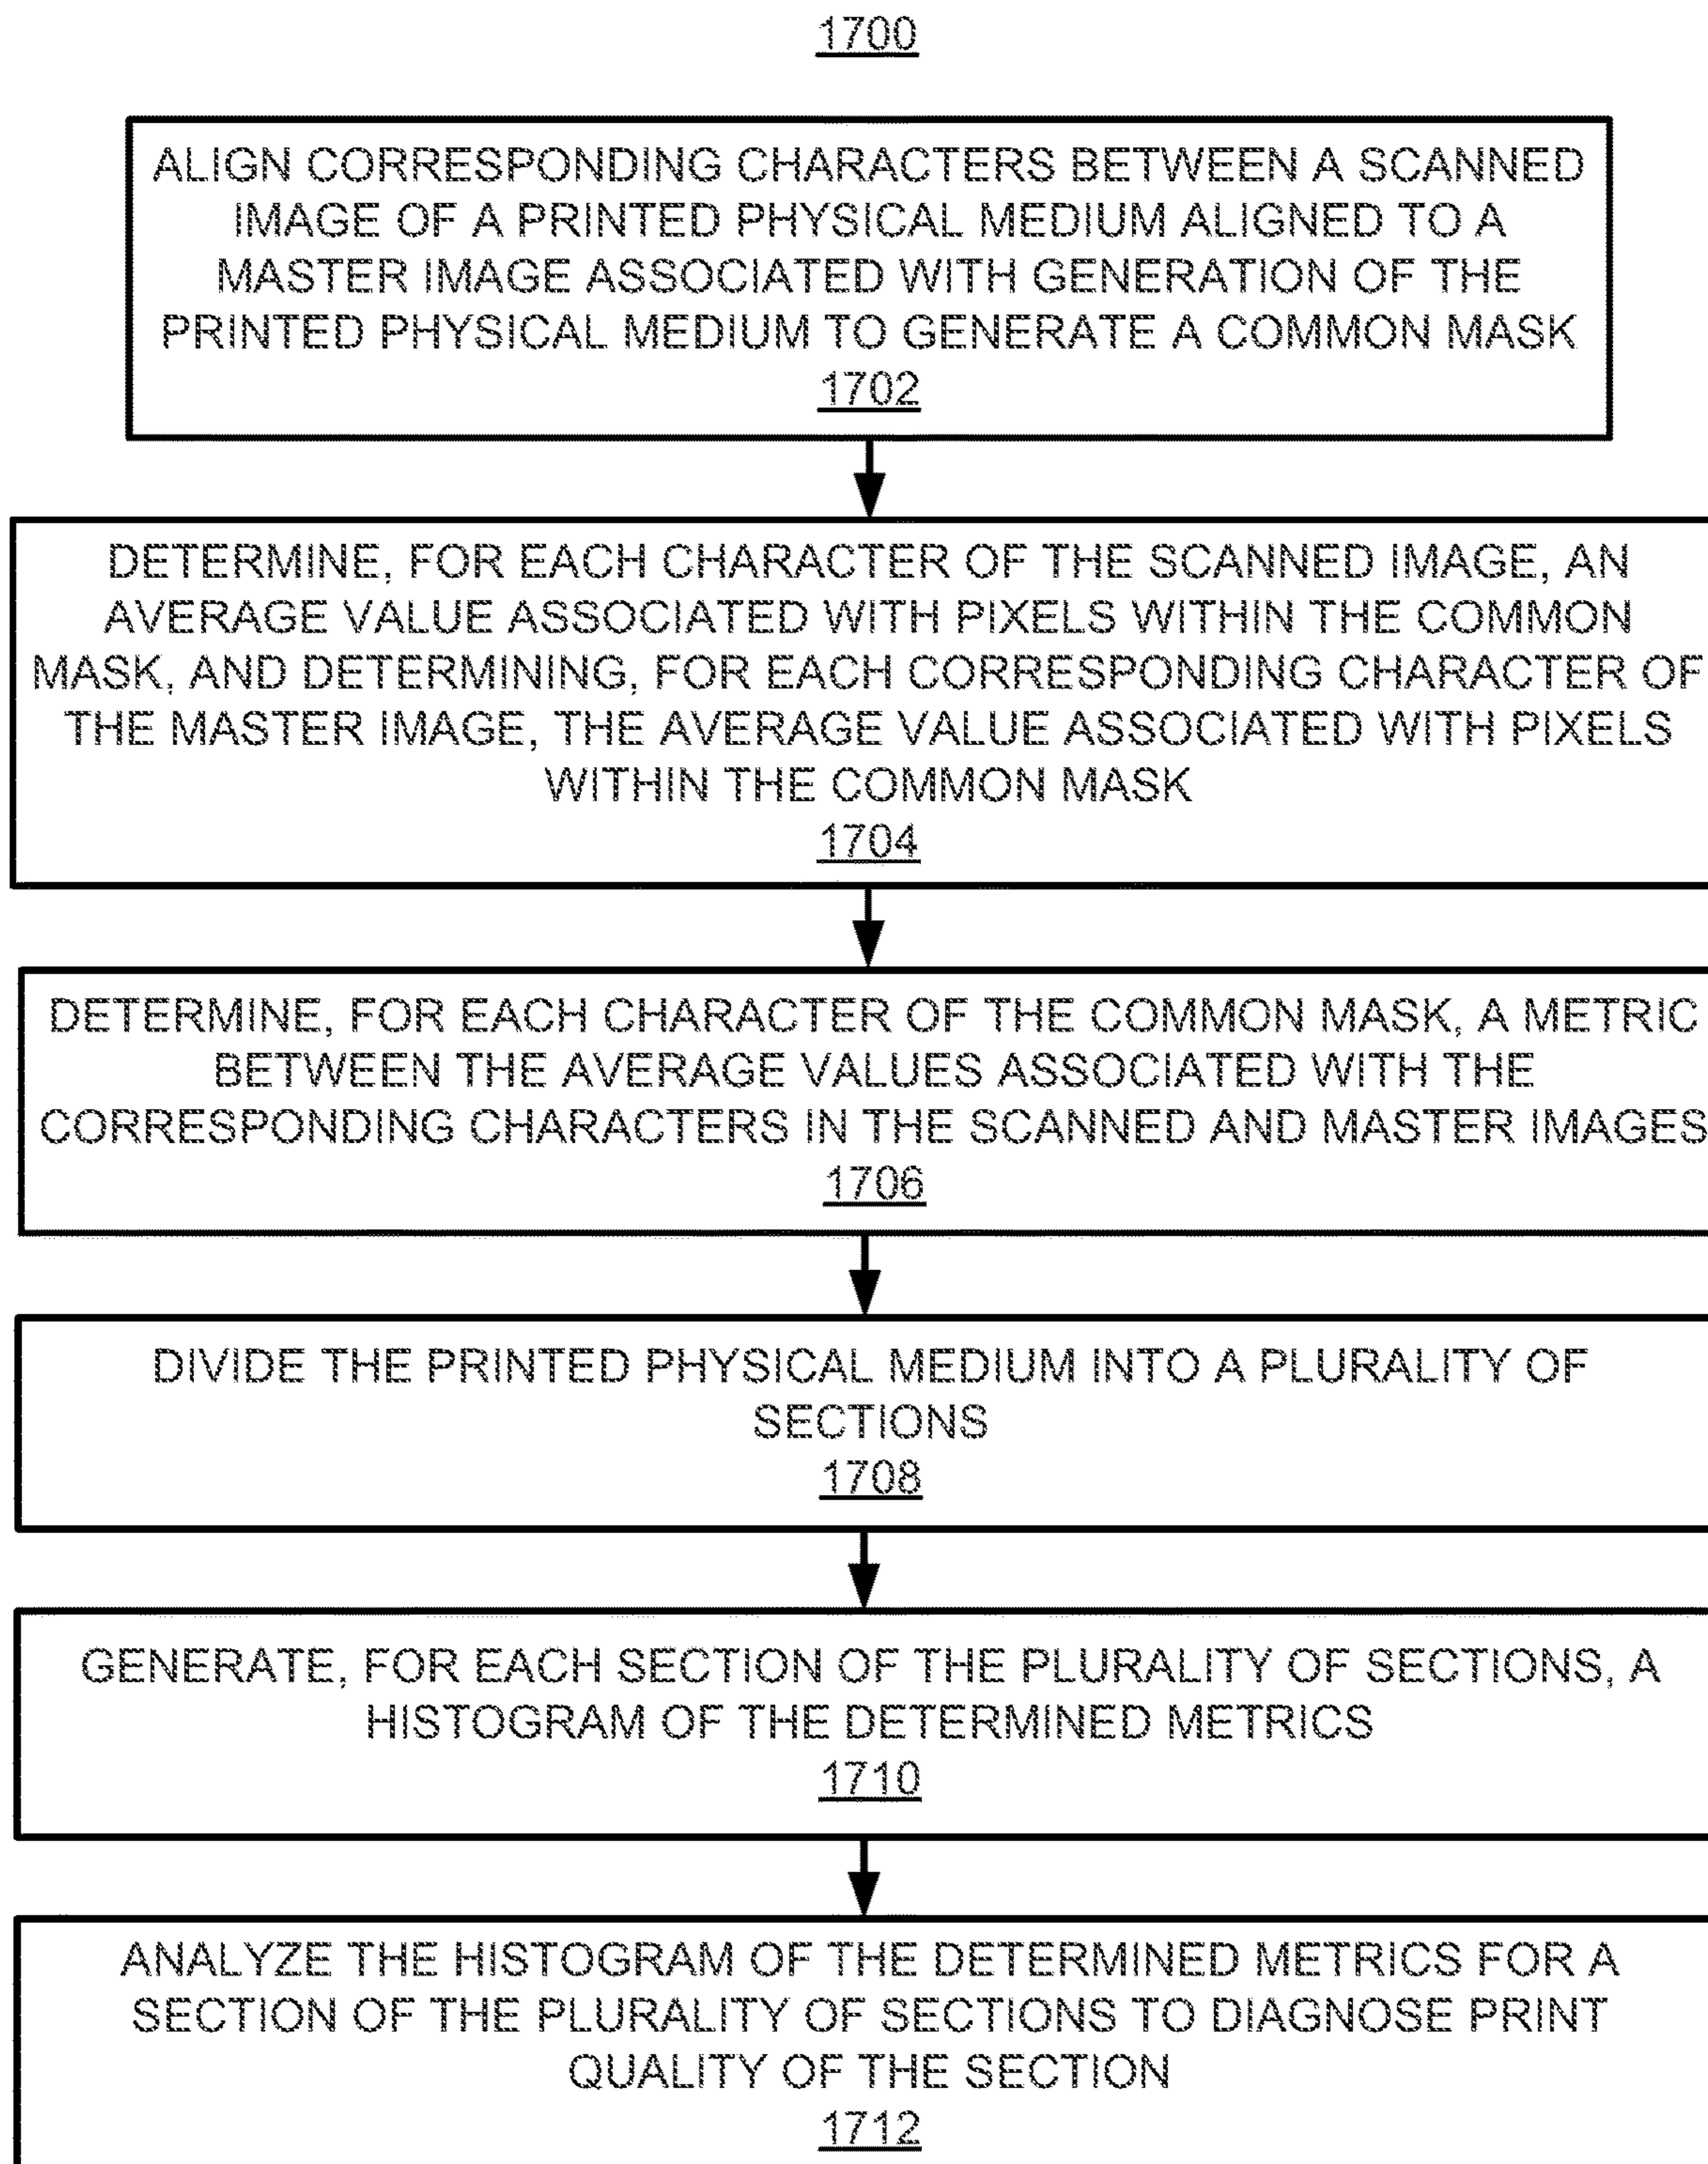 1700
ALIGN CORRESPONDING CHARACTERS BETWEEN A SCANNED
IMAGE OF A PRINTED PHYSICAL MEDIUM ALIGNED TO A
MASTER IMAGE ASSOCIATED WITH GENERATION OF THE
PRINTED PHYSICAL MEDIUM TO GENERATE A COMMON MASK
1702
DETERMINE, FOR EACH CHARACTER OF THE SCANNED IMAGE, AN
AVERAGE VALUE ASSOCIATED WITH PIXELS WITHIN THE COMMON
MASK, AND DETERMINING, FOR EACH CORRESPONDING CHARACTER OF
THE MASTER IMAGE, THE AVERAGE VALUE ASSOCIATED WITH PIXELS
WITHIN THE COMMON MASK
1704
DETERMINE, FOR EACH CHARACTER OF THE COMMON MASK, A METRIC
BETWEEN THE AVERAGE VALUES ASSOCIATED WITH THE
CORRESPONDING CHARACTERS IN THE SCANNED AND MASTER IMAGES
1706
DIVIDE THE PRINTED PHYSICAL MEDIUM INTO A PLURALITY OF
SECTIONS
1708
GENERATE, FOR EACH SECTION OF THE PLURALITY OF SECTIONS, A
HISTOGRAM OF THE DETERMINED METRICS
1710
ANALYZE THE HISTOGRAM OF THE DETERMINED METRICS FOR A
SECTION OF THE PLURALITY OF SECTIONS TO DIAGNOSE PRINT
QUALITY OF THE SECTION
1712